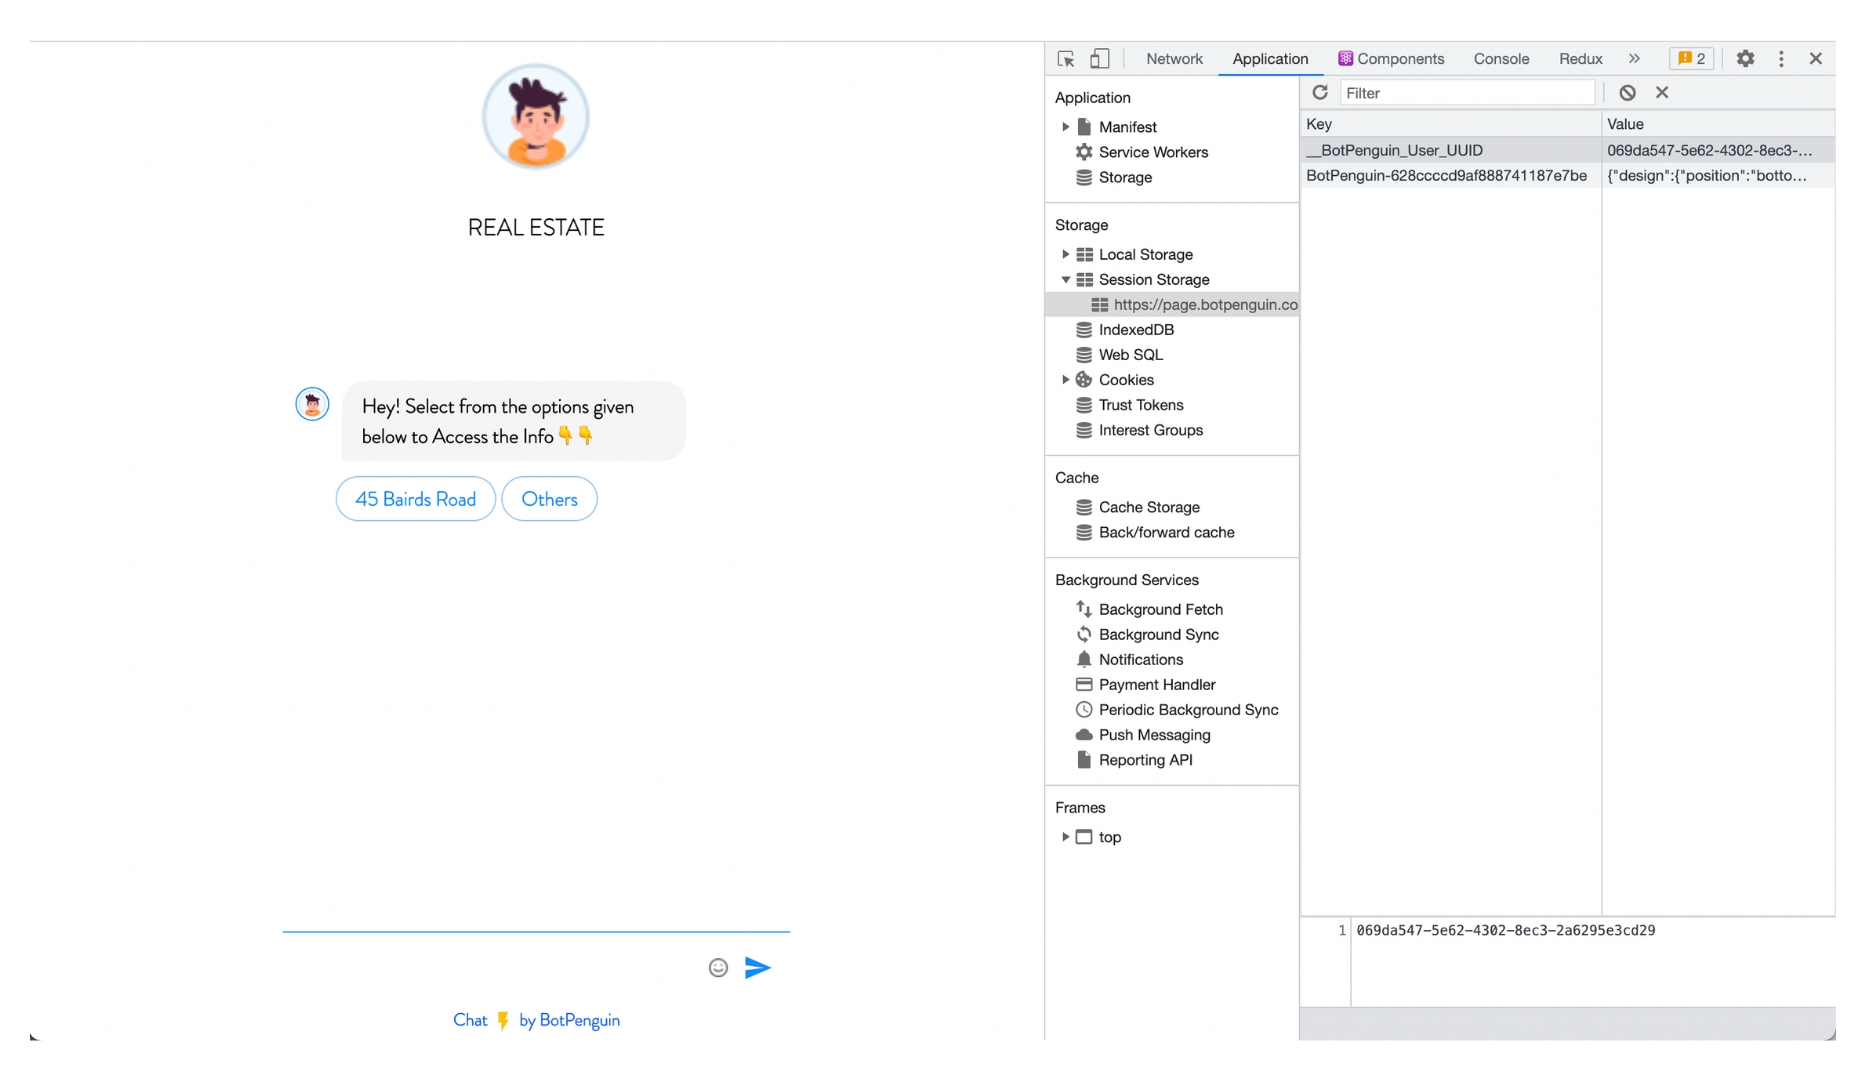 REAL ESTATE
Hey! Select from the options given
below to Access the Info👇👇
45 Bairds Road
Others
Chat ⚡ by BotPenguin
Network
Application
Components
Console
Redux
2
Application
Manifest
Service Workers
Storage
Storage
Local Storage
Session Storage
https://page.botpenguin.co
IndexedDB
Web SQL
Cookies
Trust Tokens
Interest Groups
Cache
Cache Storage
Back/forward cache
Background Services
Background Fetch
Background Sync
Notifications
Payment Handler
Periodic Background Sync
Push Messaging
Reporting API
Frames
top
Filter
Key Value
__BotPenguin_User_UUID 069da547-5e62-4302-8ec3-…
BotPenguin-628ccccd9af888741187e7be {"design":{"position":"botto…
1 069da547-5e62-4302-8ec3-2a6295e3cd29